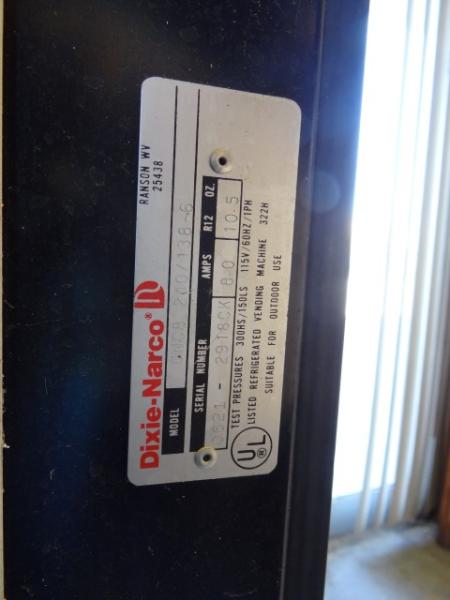 Dixie-Narco®
RANSON WV
25438
MODEL 200/138-6
SERIAL NUMBER AMPS R12 OZ.
0621 - 2918CK 8.0 10.5
TEST PRESSURES 300HS/150LS 115V/60HZ/1PH
UL ® LISTED REFRIGERATED VENDING MACHINE 322H
SUITABLE FOR OUTDOOR USE